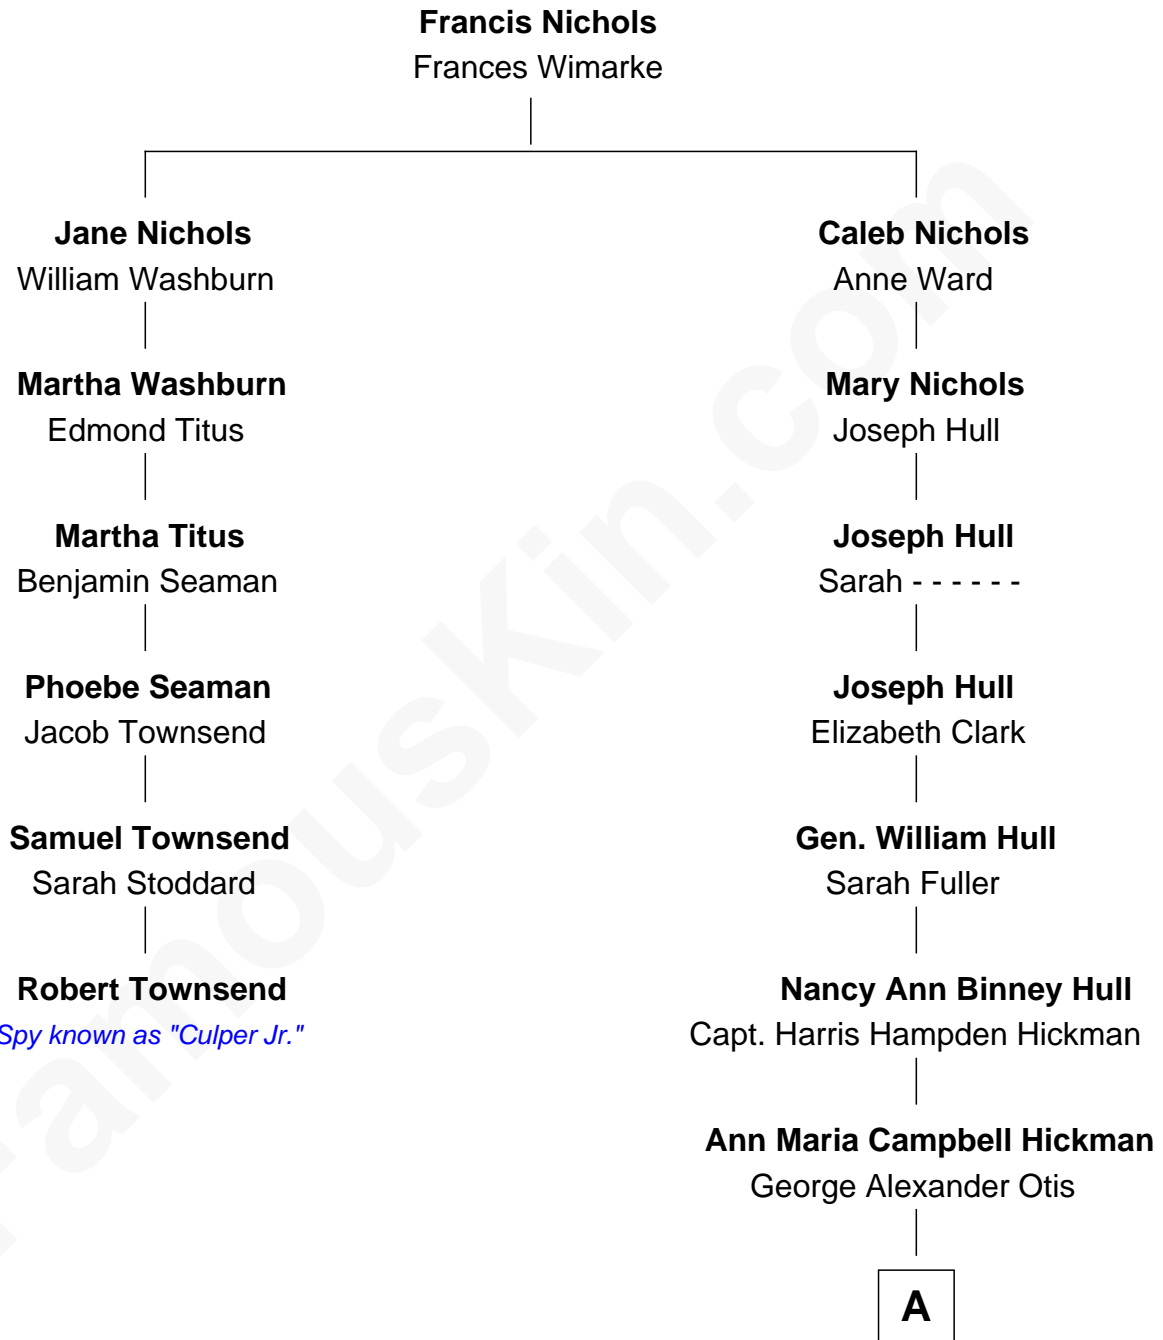 Francis Nichols
Frances Wimarke
Jane Nichols
William Washburn
Caleb Nichols
Anne Ward
Martha Washburn
Edmond Titus
Mary Nichols
Joseph Hull
Martha Titus
Benjamin Seaman
Joseph Hull
Sarah - - - - - -
Phoebe Seaman
Jacob Townsend
Joseph Hull
Elizabeth Clark
Samuel Townsend
Sarah Stoddard
Gen. William Hull
Sarah Fuller
Robert Townsend
Spy known as "Culper Jr."
Nancy Ann Binney Hull
Capt. Harris Hampden Hickman
Ann Maria Campbell Hickman
George Alexander Otis
A
FamousKin.com